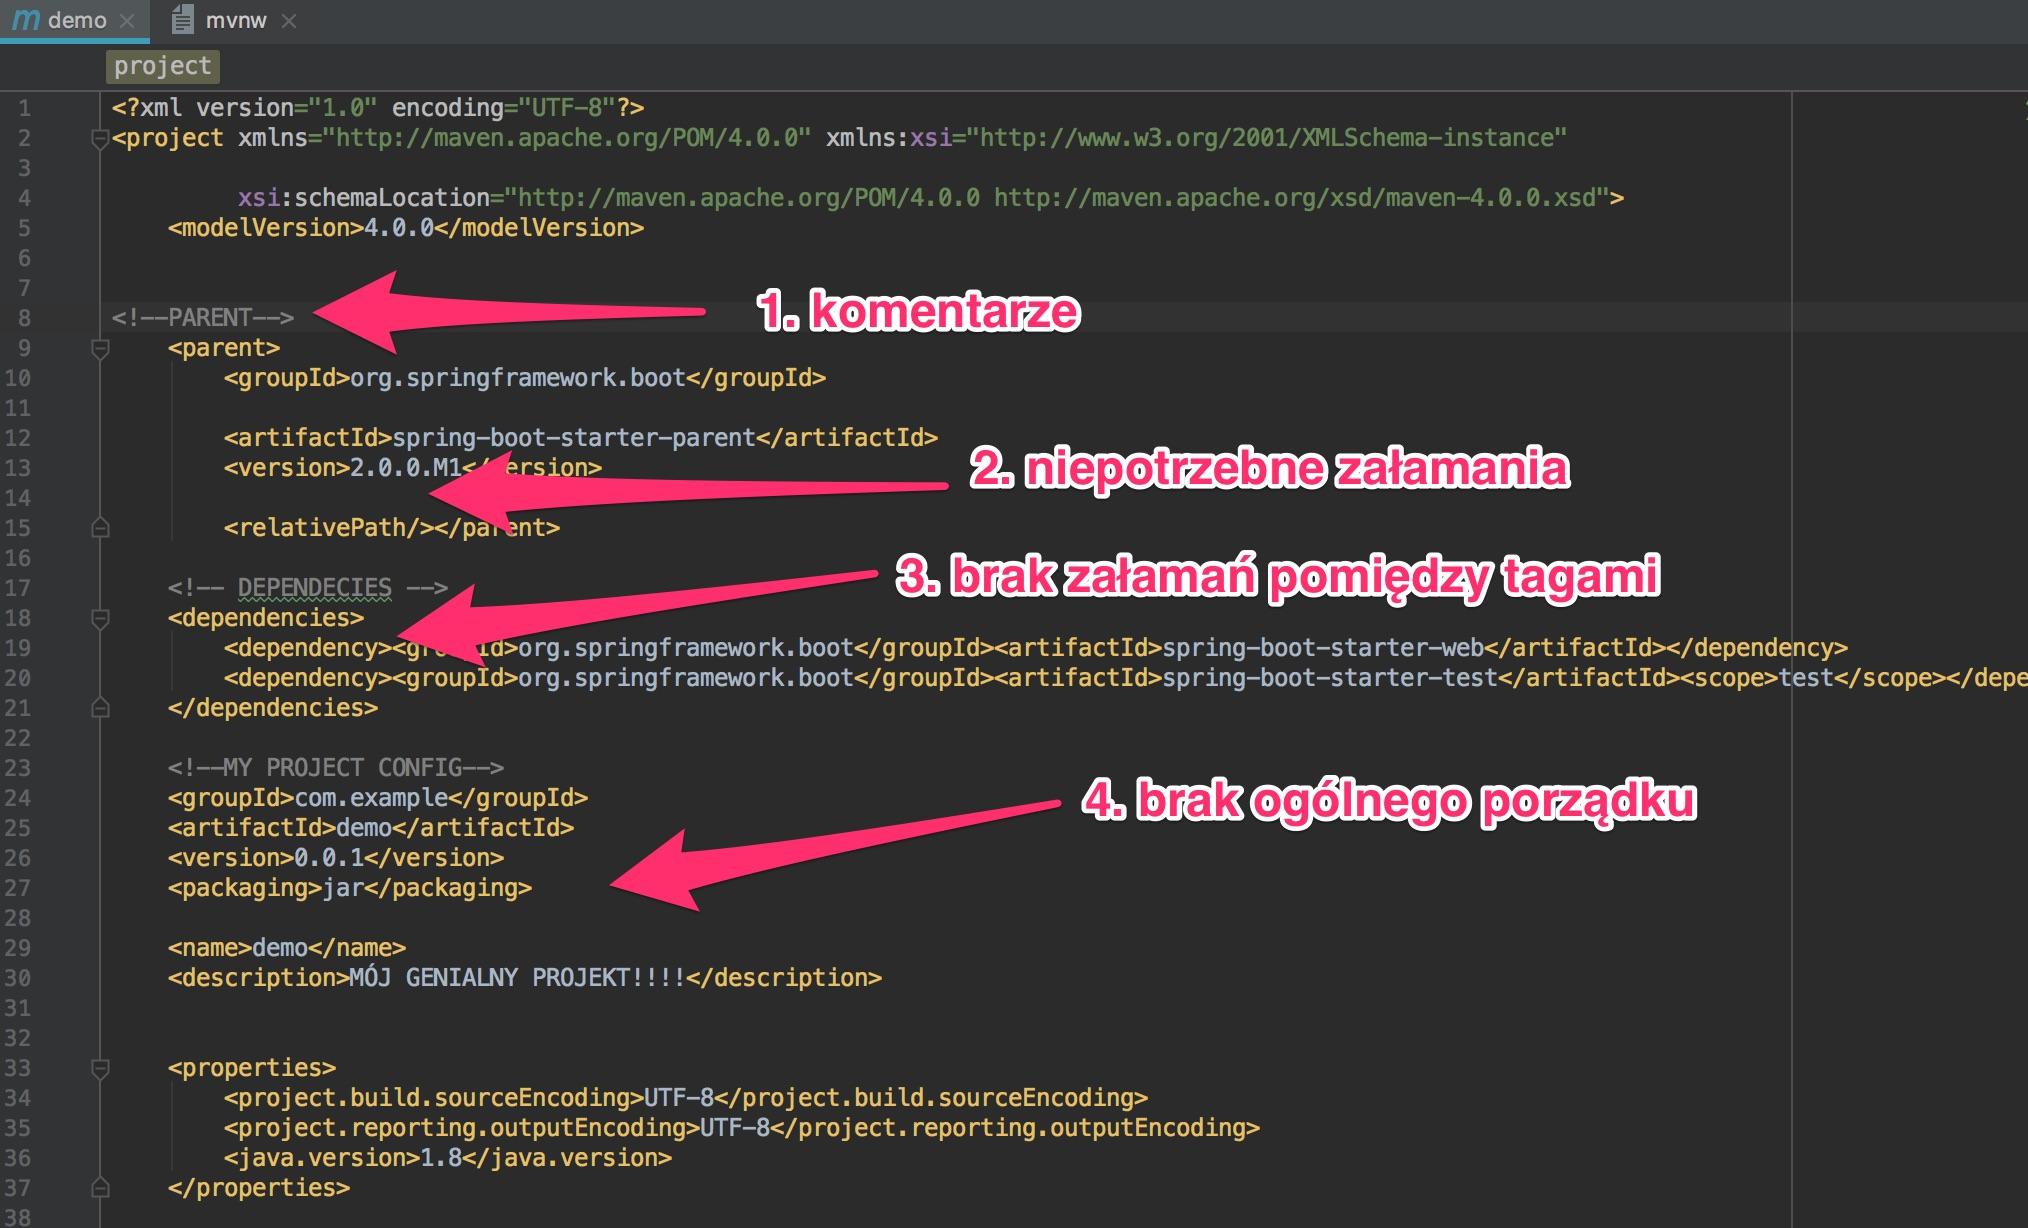 m demo × mvnw ×
project
1 <?xml version="1.0" encoding="UTF-8"?>
2 <project xmlns="http://maven.apache.org/POM/4.0.0" xmlns:xsi="http://www.w3.org/2001/XMLSchema-instance"
3
4 xsi:schemaLocation="http://maven.apache.org/POM/4.0.0 http://maven.apache.org/xsd/maven-4.0.0.xsd">
5 <modelVersion>4.0.0</modelVersion>
6
7
1. komentarze
8 <!--PARENT-->
9 <parent>
10 <groupId>org.springframework.boot</groupId>
11
12 <artifactId>spring-boot-starter-parent</artifactId>
13 <version>2.0.0.M1</version>
2. niepotrzebne załamania
14
15 <relativePath/></parent>
16
3. brak załamań pomiędzy tagami
17 <!-- DEPENDECIES -->
18 <dependencies>
19 <dependency><groupId>org.springframework.boot</groupId><artifactId>spring-boot-starter-web</artifactId></dependency>
20 <dependency><groupId>org.springframework.boot</groupId><artifactId>spring-boot-starter-test</artifactId><scope>test</scope></depe
21 </dependencies>
22
23 <!--MY PROJECT CONFIG-->
24 <groupId>com.example</groupId>
4. brak ogólnego porządku
25 <artifactId>demo</artifactId>
26 <version>0.0.1</version>
27 <packaging>jar</packaging>
28
29 <name>demo</name>
30 <description>MÓJ GENIALNY PROJEKT!!!!</description>
31
32
33 <properties>
34 <project.build.sourceEncoding>UTF-8</project.build.sourceEncoding>
35 <project.reporting.outputEncoding>UTF-8</project.reporting.outputEncoding>
36 <java.version>1.8</java.version>
37 </properties>
38